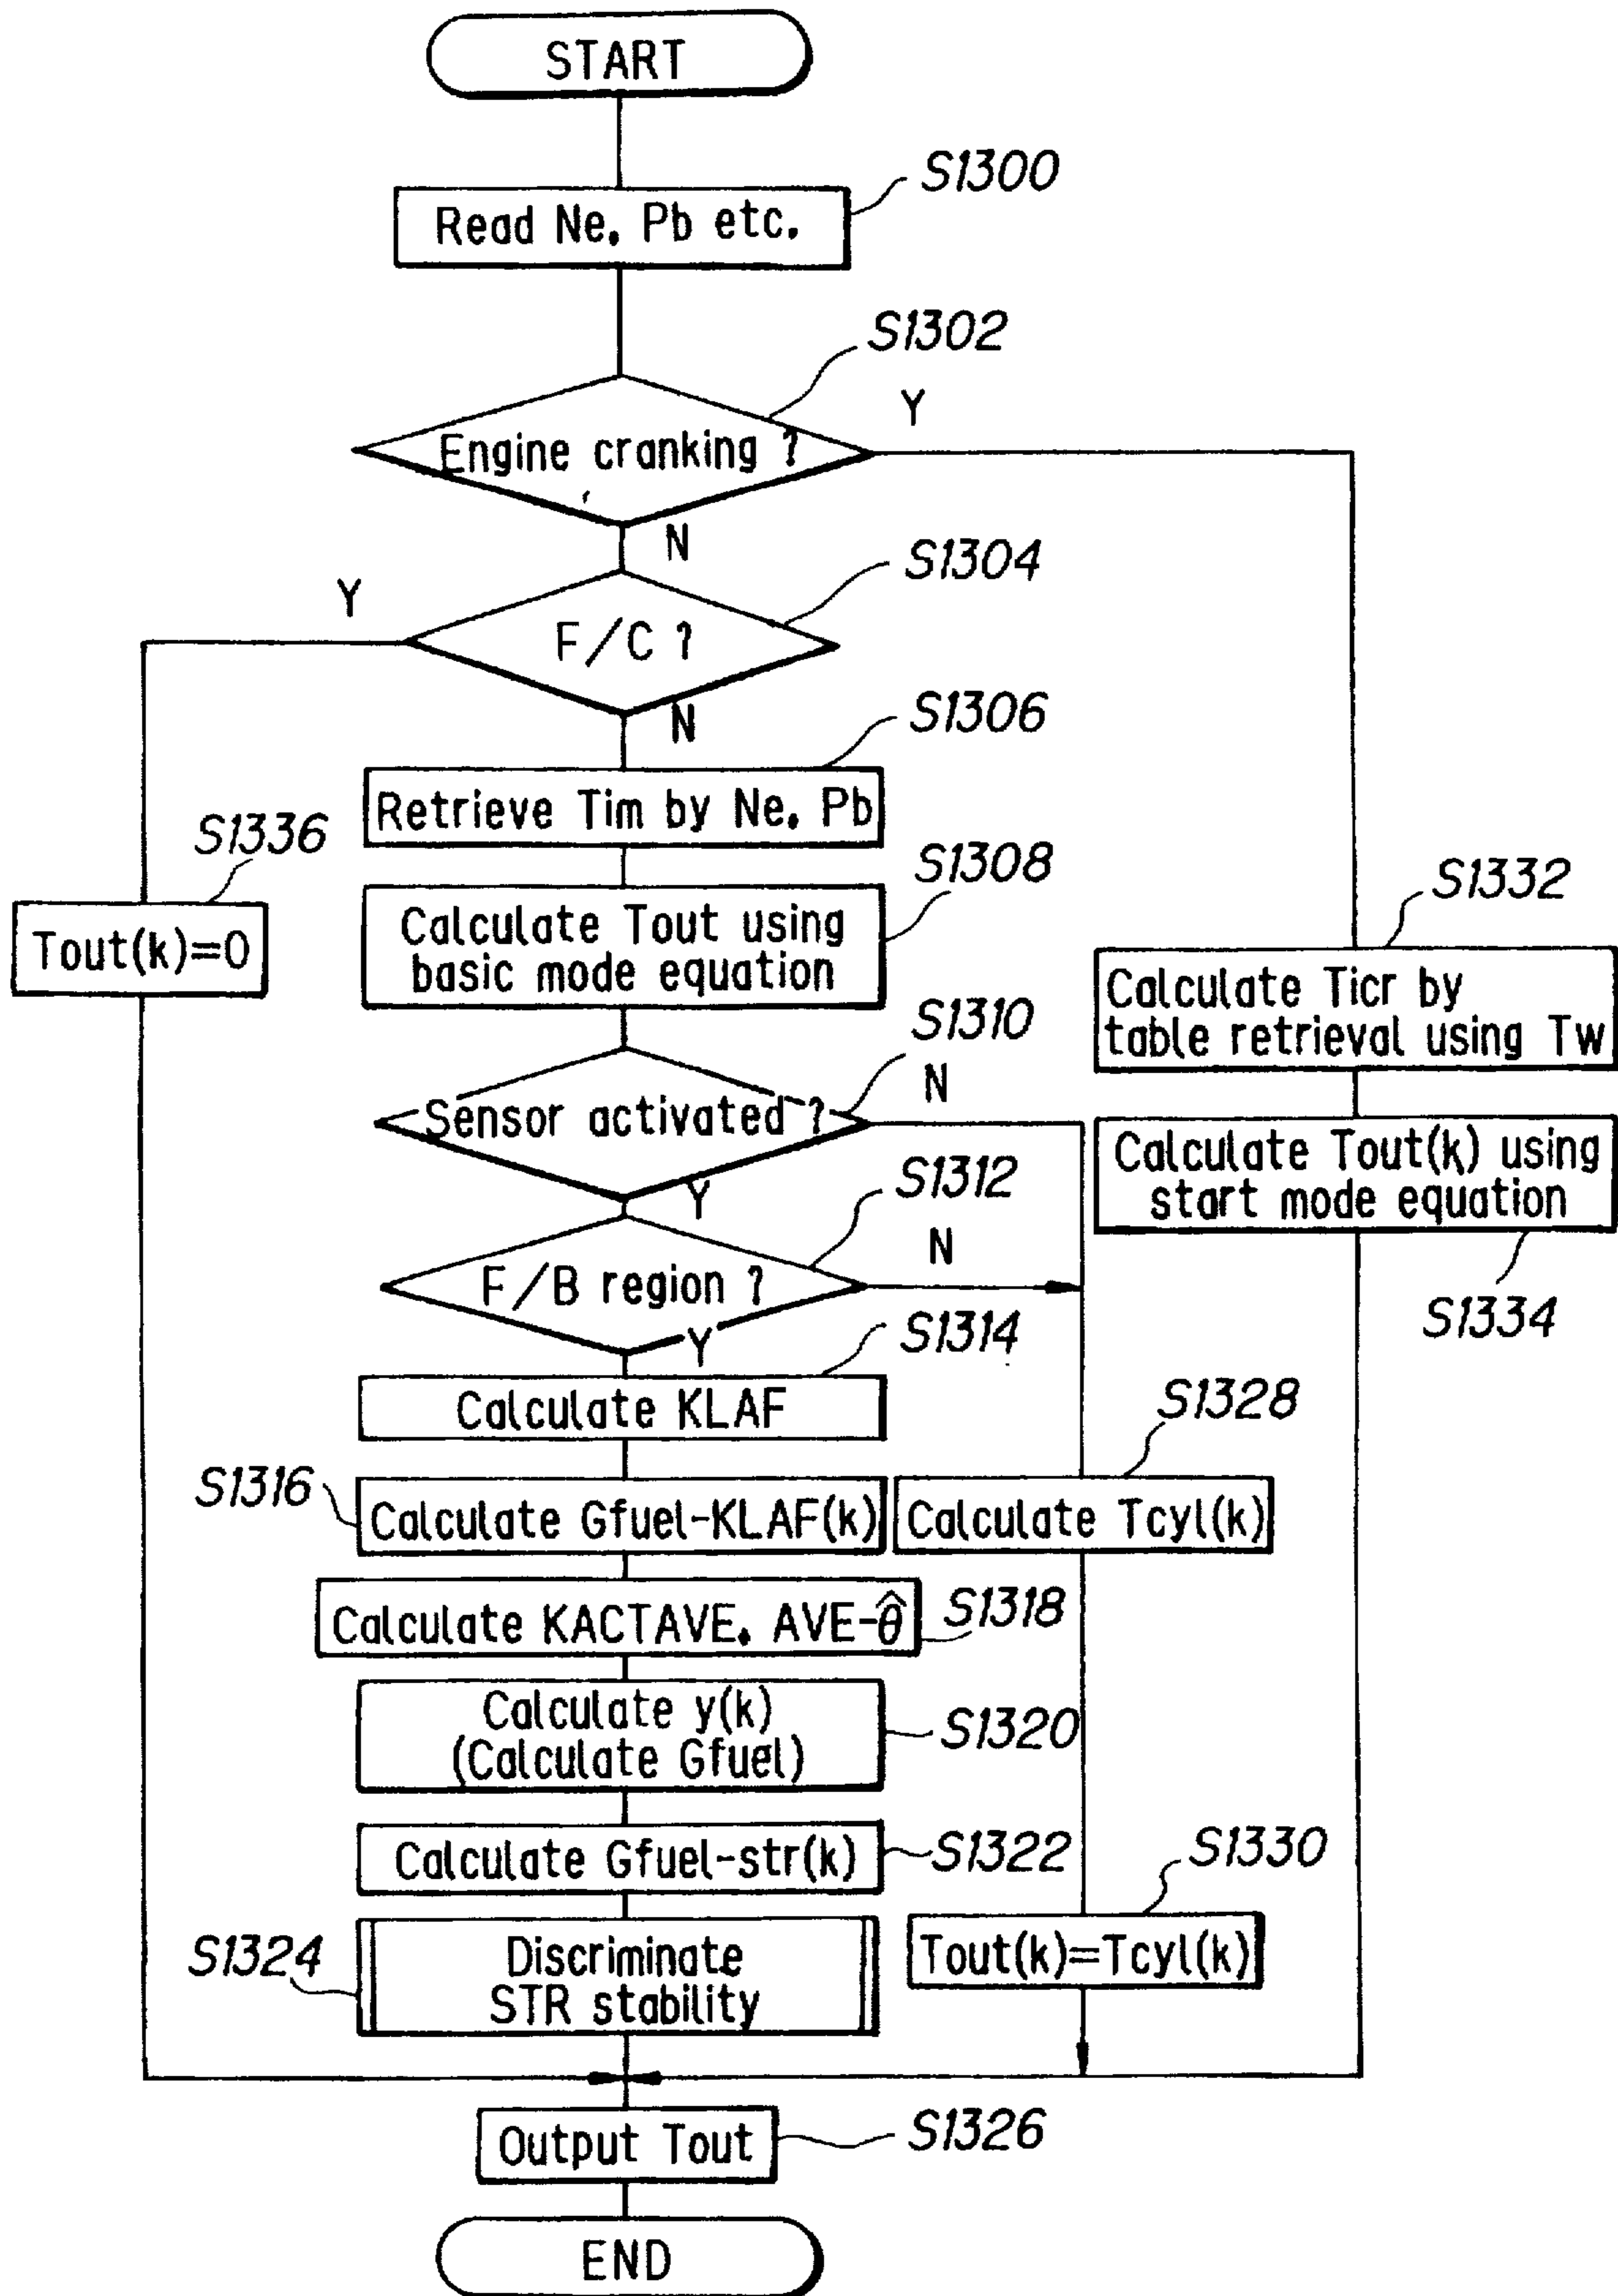 START
S1300
Read Ne. Pb etc.
S1302
Engine cranking ?
Y
N
S1304
F/C ?
Y
N
S1306
Retrieve Tim by Ne. Pb
S1336
Tout(k)=0
S1308
Calculate Tout using
basic mode equation
S1332
Calculate Ticr by
table retrieval using Tw
S1310
Sensor activated ?
N
Y
Calculate Tout(k) using
start mode equation
S1334
S1312
F/B region ?
N
Y
S1314
Calculate KLAF
S1328
S1316
Calculate Gfuel-KLAF(k)
Calculate Tcyl(k)
Calculate KACTAVE. AVE-θ̂
S1318
Calculate y(k)
(Calculate Gfuel)
S1320
Calculate Gfuel-str(k)
S1322
S1330
S1324
Discriminate
STR stability
Tout(k)=Tcyl(k)
Output Tout
S1326
END